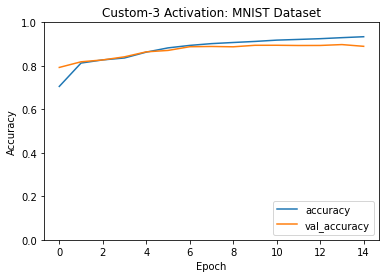 Custom-3 Activation: MNIST Dataset
1.0
0.8
0.6
0.4
0.2
0.0
Accuracy
accuracy
val_accuracy
0 2 4 6 8 10 12 14
Epoch